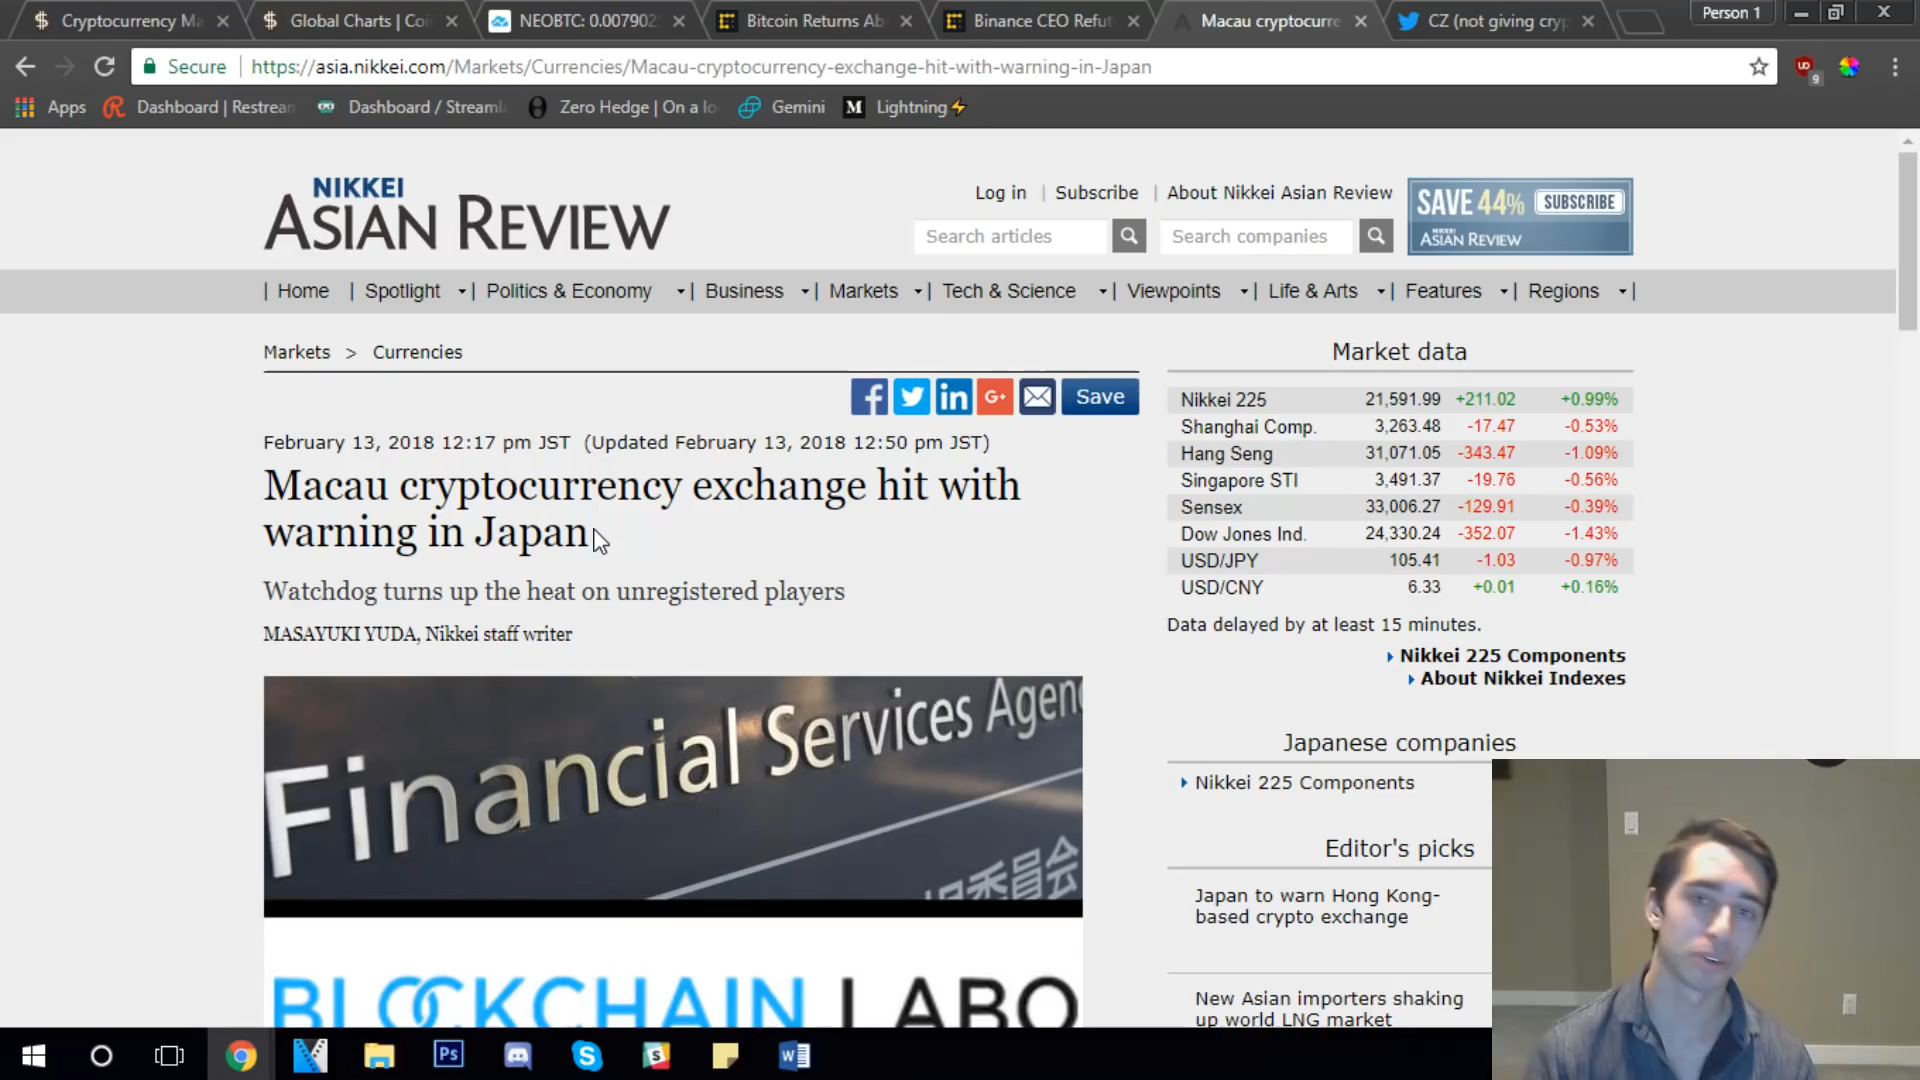 Cryptocurrency Ma
Global Charts | Coi
NEOBTC: 0.00790
Bitcoin Returns Ab
Binance CEO Refut
Macau cryptocurre
CZ (not giving cryp
Person 1
Secure
https://asia.nikkei.com/Markets/Currencies/Macau-cryptocurrency-exchange-hit-with-warning-in-Japan
9
Apps
Dashboard | Restrean
Dashboard / Streamla
Zero Hedge | On a lo
Gemini
M Lightning⚡
NIKKEI
ASIAN REVIEW
Log in | Subscribe | About Nikkei Asian Review
Search articles
Search companies
SAVE 44% SUBSCRIBE
NIKKEI
ASIAN REVIEW
| Home | Spotlight | Politics & Economy | Business | Markets | Tech & Science | Viewpoints | Life & Arts | Features | Regions |
Markets > Currencies
Save
February 13, 2018 12:17 pm JST (Updated February 13, 2018 12:50 pm JST)
Macau cryptocurrency exchange hit with
warning in Japan
Watchdog turns up the heat on unregistered players
MASAYUKI YUDA, Nikkei staff writer
Financial Services Agen
委員会
BLOCKCHAIN LABO
Market data
Nikkei 225 21,591.99 +211.02 +0.99%
Shanghai Comp. 3,263.48 -17.47 -0.53%
Hang Seng 31,071.05 -343.47 -1.09%
Singapore STI 3,491.37 -19.76 -0.56%
Sensex 33,006.27 -129.91 -0.39%
Dow Jones Ind. 24,330.24 -352.07 -1.43%
USD/JPY 105.41 -1.03 -0.97%
USD/CNY 6.33 +0.01 +0.16%
Data delayed by at least 15 minutes.
Nikkei 225 Components
About Nikkei Indexes
Japanese companies
Nikkei 225 Components
Editor's picks
Japan to warn Hong Kong-
based crypto exchange
New Asian importers shaking
up world LNG market